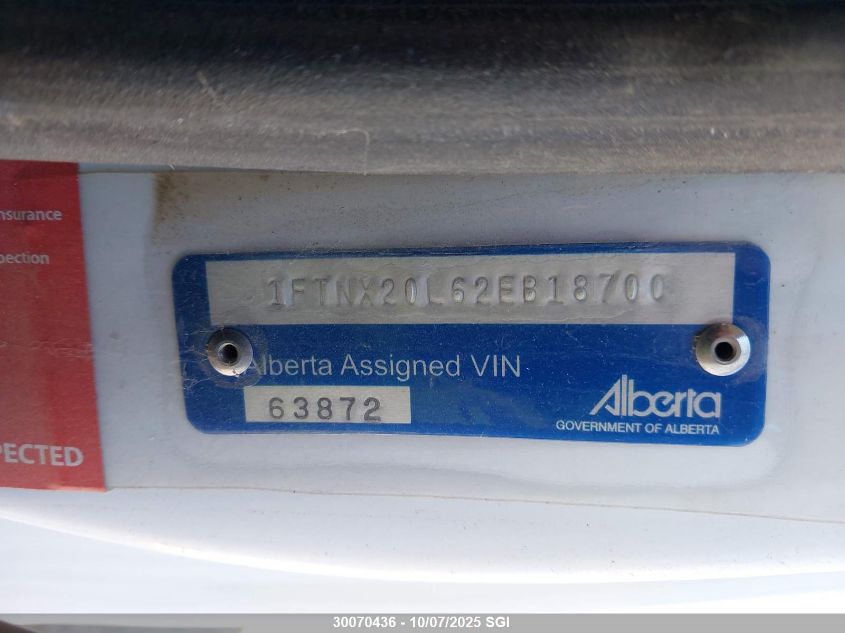 nsurance
pection
PECTED
1FTNX20L62EB18700
Alberta Assigned VIN
63872
Alberta
GOVERNMENT OF ALBERTA
30070436 - 10/07/2025 SGI